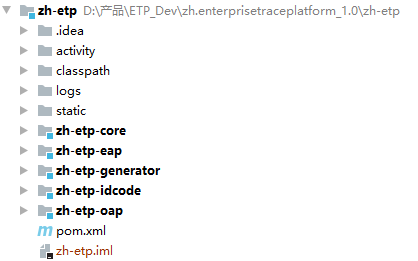 zh-etp D:\产品\ETP_Dev\zh.enterprisetraceplatform_1.0\zh-etp
.idea
activity
classpath
logs
static
zh-etp-core
zh-etp-eap
zh-etp-generator
zh-etp-idcode
zh-etp-oap
m pom.xml
zh-etp.iml